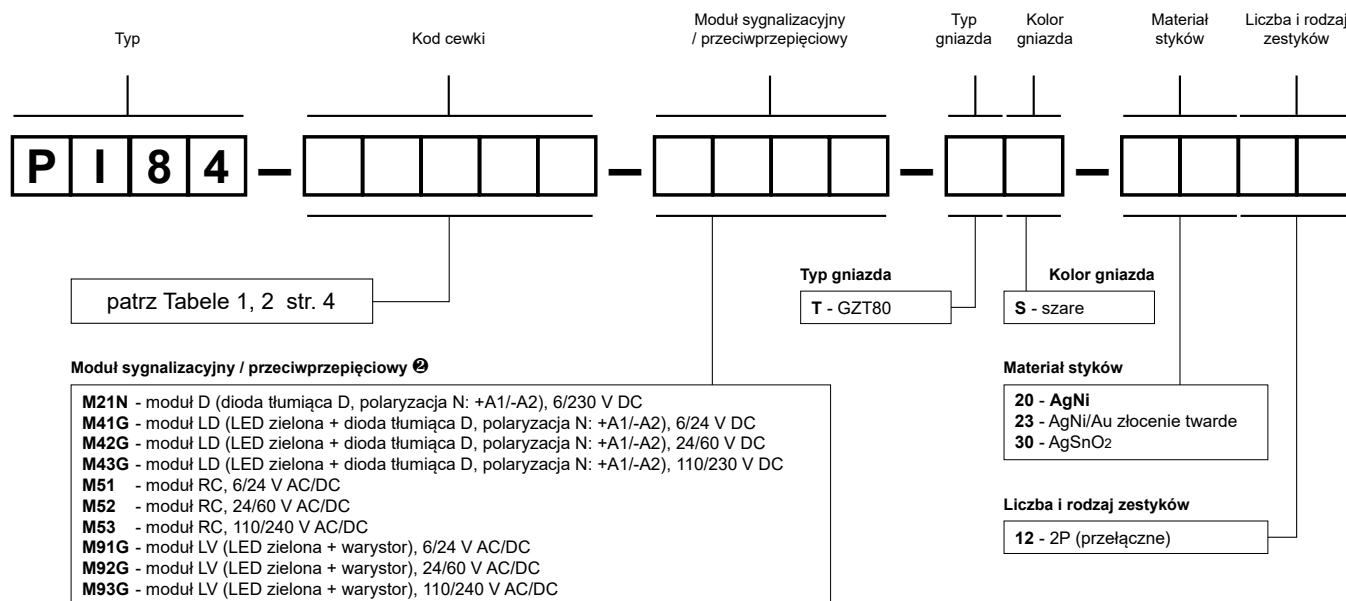 Typ
Kod cewki
Moduł sygnalizacyjny
/ przeciwprzepięciowy
Typ
gniazda
Kolor
gniazda
Materiał
styków
Liczba i rodzaj
zestyków
P I 8 4 – – – –
patrz Tabele 1, 2 str. 4
Typ gniazda
T - GZT80
Kolor gniazda
S - szare
Moduł sygnalizacyjny / przeciwprzepięciowy ❷
M21N - moduł D (dioda tłumiąca D, polaryzacja N: +A1/-A2), 6/230 V DC
M41G - moduł LD (LED zielona + dioda tłumiąca D, polaryzacja N: +A1/-A2), 6/24 V DC
M42G - moduł LD (LED zielona + dioda tłumiąca D, polaryzacja N: +A1/-A2), 24/60 V DC
M43G - moduł LD (LED zielona + dioda tłumiąca D, polaryzacja N: +A1/-A2), 110/230 V DC
M51 - moduł RC, 6/24 V AC/DC
M52 - moduł RC, 24/60 V AC/DC
M53 - moduł RC, 110/240 V AC/DC
M91G - moduł LV (LED zielona + warystor), 6/24 V AC/DC
M92G - moduł LV (LED zielona + warystor), 24/60 V AC/DC
M93G - moduł LV (LED zielona + warystor), 110/240 V AC/DC
Materiał styków
20 - AgNi
23 - AgNi/Au złocenie twarde
30 - AgSnO2
Liczba i rodzaj zestyków
12 - 2P (przełączne)